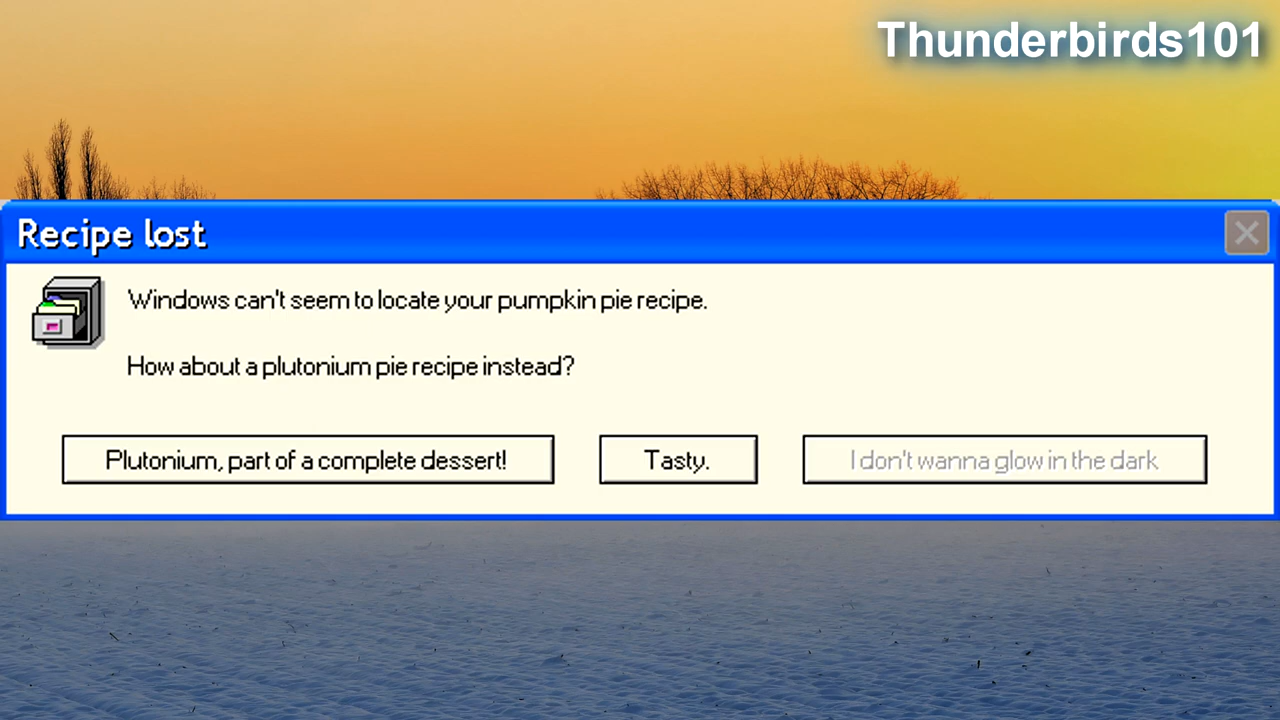 Thunderbirds101
Recipe lost
Windows can't seem to locate your pumpkin pie recipe.
How about a plutonium pie recipe instead?
Plutonium, part of a complete dessert!
Tasty.
I don't wanna glow in the dark